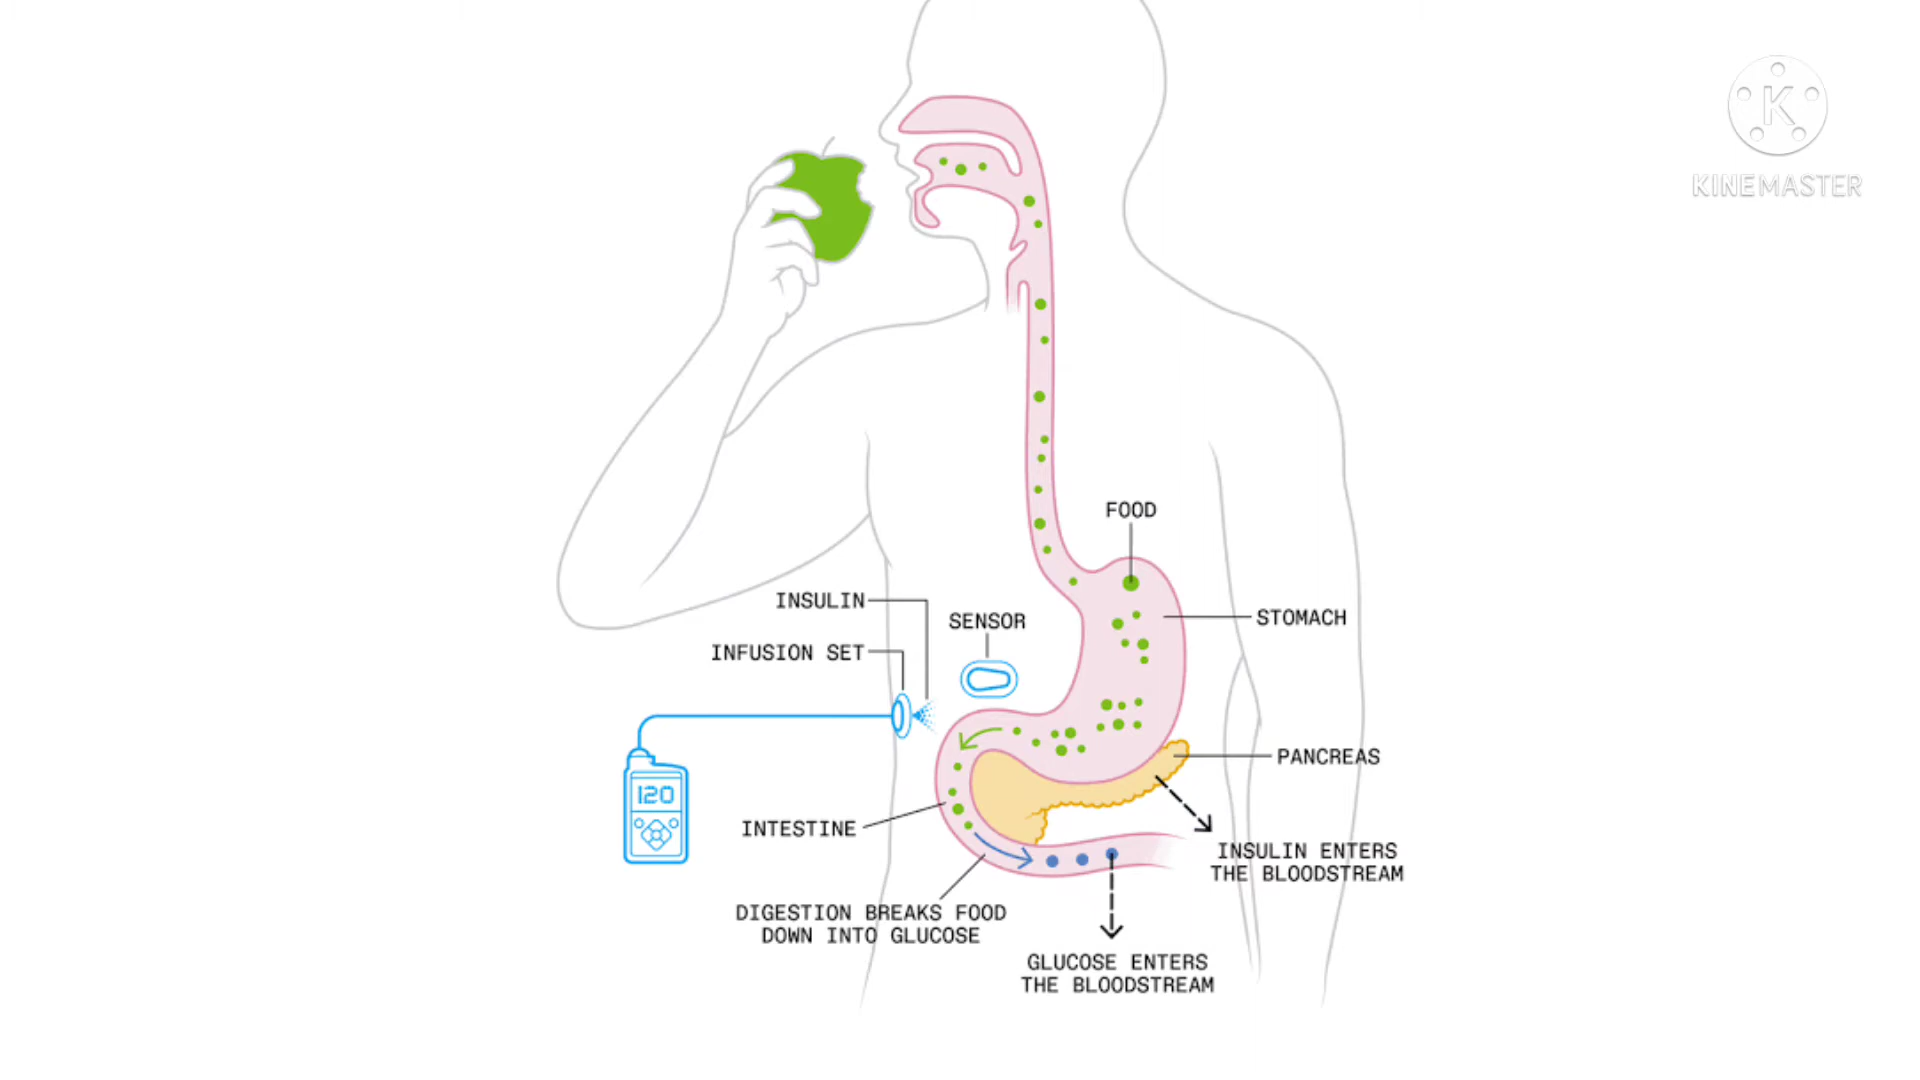 K
KINEMASTER
FOOD
INSULIN
SENSOR
STOMACH
INFUSION SET
PANCREAS
120
INTESTINE
INSULIN ENTERS
THE BLOODSTREAM
DIGESTION BREAKS FOOD
DOWN INTO GLUCOSE
GLUCOSE ENTERS
THE BLOODSTREAM